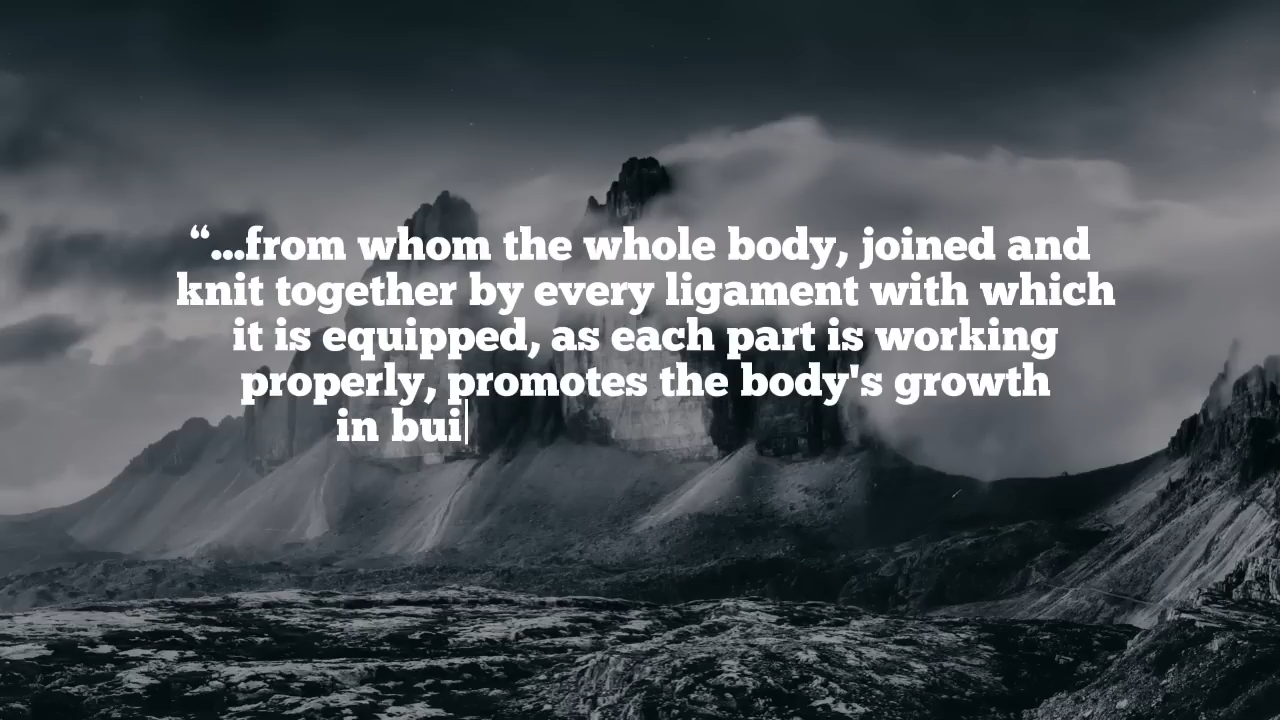 “...from whom the whole body, joined and
knit together by every ligament with which
it is equipped, as each part is working
properly, promotes the body's growth
in bui